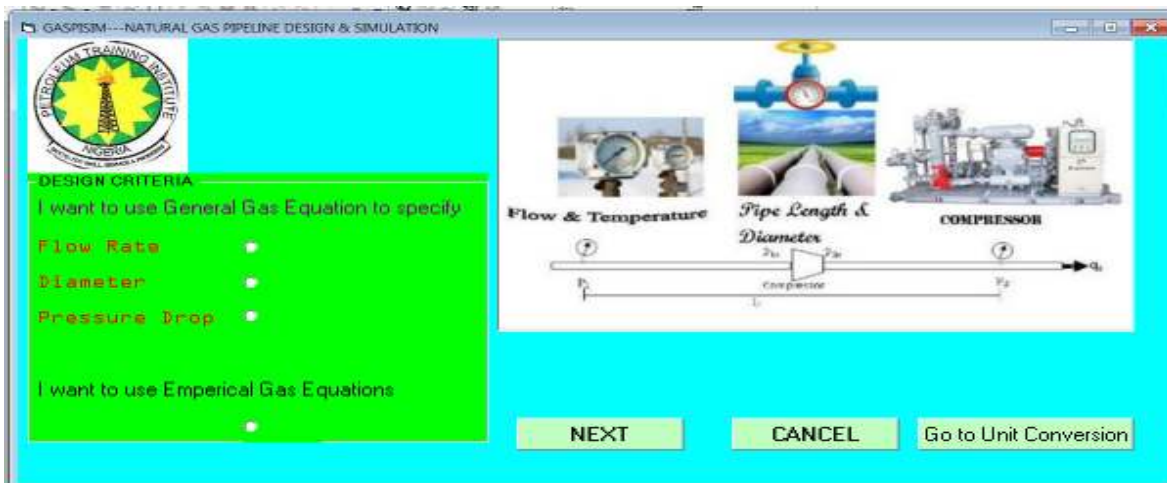 GASPISIM---NATURAL GAS PIPELINE DESIGN & SIMULATION
PETROLEUM TRAINING INSTITUTE
NIGERIA
DESIGN CRITERIA
I want to use General Gas Equation to specify
Flow Rate
Diameter
Pressure Drop
I want to use Emperical Gas Equations
Flow & Temperature
Pipe Length &
Diameter
COMPRESSOR
Compressor
L
NEXT
CANCEL
Go to Unit Conversion